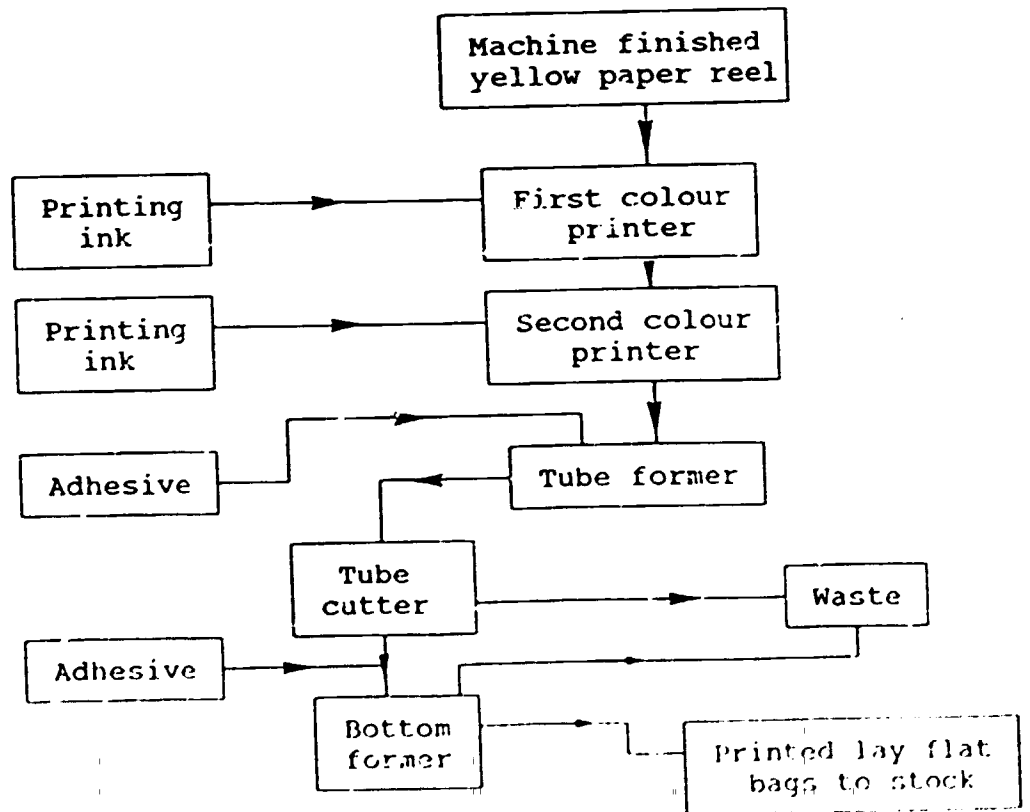 Machine finished
yellow paper reel
Printing
ink
First colour
printer
Printing
ink
Second colour
printer
Adhesive
Tube former
Tube
cutter
Waste
Adhesive
Bottom
former
Printed lay flat
bags to stock